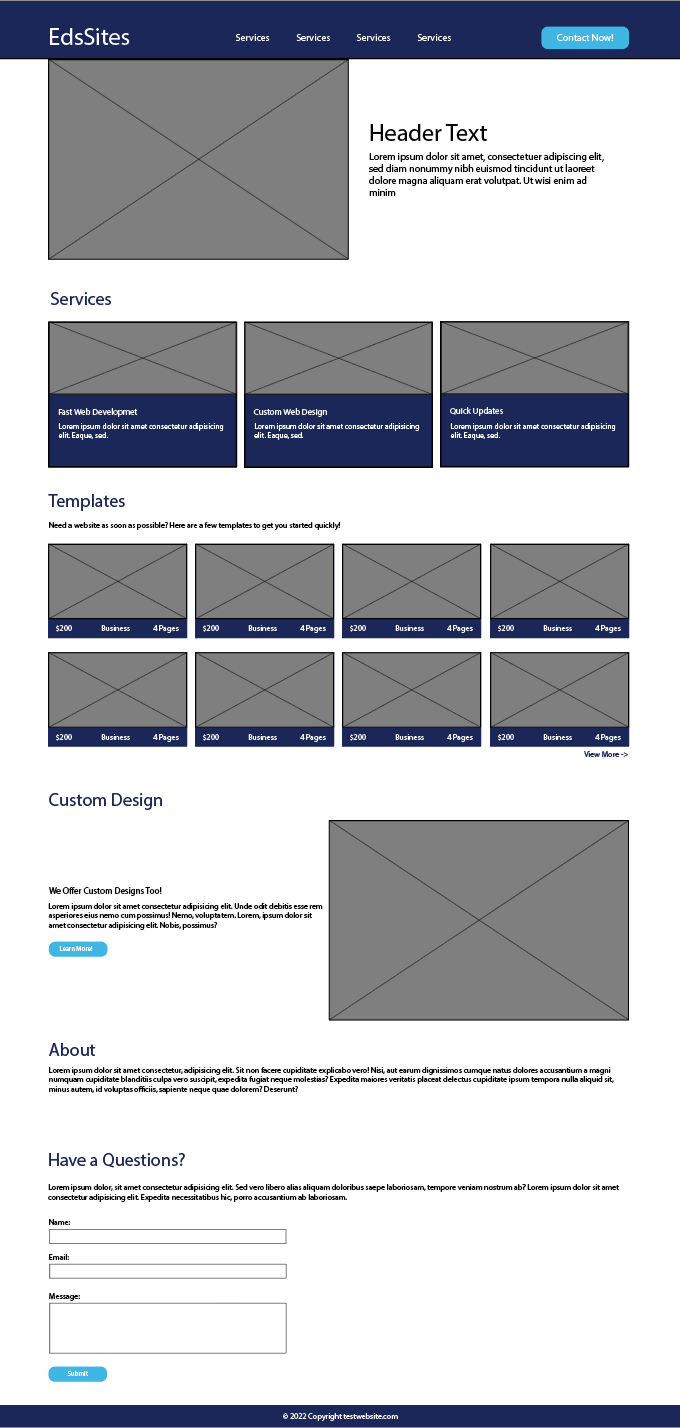 EdsSites
Services Services Services Services
Contact Now!
Header Text
Lorem ipsum dolor sit amet, consectetuer adipiscing elit,
sed diam nonummy nibh euismod tincidunt ut laoreet
dolore magna aliquam erat volutpat. Ut wisi enim ad
minim
Services
Fast Web Developmet
Lorem ipsum dolor sit amet consectetur adipisicing
elit. Eaque, sed.
Custom Web Design
Lorem ipsum dolor sit amet consectetur adipisicing
elit. Eaque, sed.
Quick Updates
Lorem ipsum dolor sit amet consectetur adipisicing
elit. Eaque, sed.
Templates
Need a website as soon as possible? Here are a few templates to get you started quickly!
$200 Business 4 Pages
$200 Business 4 Pages
$200 Business 4 Pages
$200 Business 4 Pages
$200 Business 4 Pages
$200 Business 4 Pages
$200 Business 4 Pages
$200 Business 4 Pages
View More ->
Custom Design
We Offer Custom Designs Too!
Lorem ipsum dolor sit amet consectetur adipisicing elit. Unde odit debitis esse rem
asperiores eius nemo cum possimus! Nemo, voluptatem. Lorem, ipsum dolor sit
amet consectetur adipisicing elit. Nobis, possimus?
Learn More!
About
Lorem ipsum dolor sit amet consectetur, adipisicing elit. Sit non facere cupiditate explicabo vero! Nisi, aut earum dignissimos cumque natus dolores accusantium a magni
numquam cupiditate blanditiis culpa vero suscipit, expedita fugiat neque molestias? Expedita maiores veritatis placeat delectus cupiditate ipsum tempora nulla aliquid sit,
minus autem, id voluptas officiis, sapiente neque quae dolorem? Deserunt?
Have a Questions?
Lorem ipsum dolor, sit amet consectetur adipisicing elit. Sed vero libero alias aliquam doloribus saepe laboriosam, tempore veniam nostrum ab? Lorem ipsum dolor sit amet
consectetur adipisicing elit. Expedita necessitatibus hic, porro accusantium ab laboriosam.
Name:
Email:
Message:
Submit
© 2022 Copyright testwebsite.com